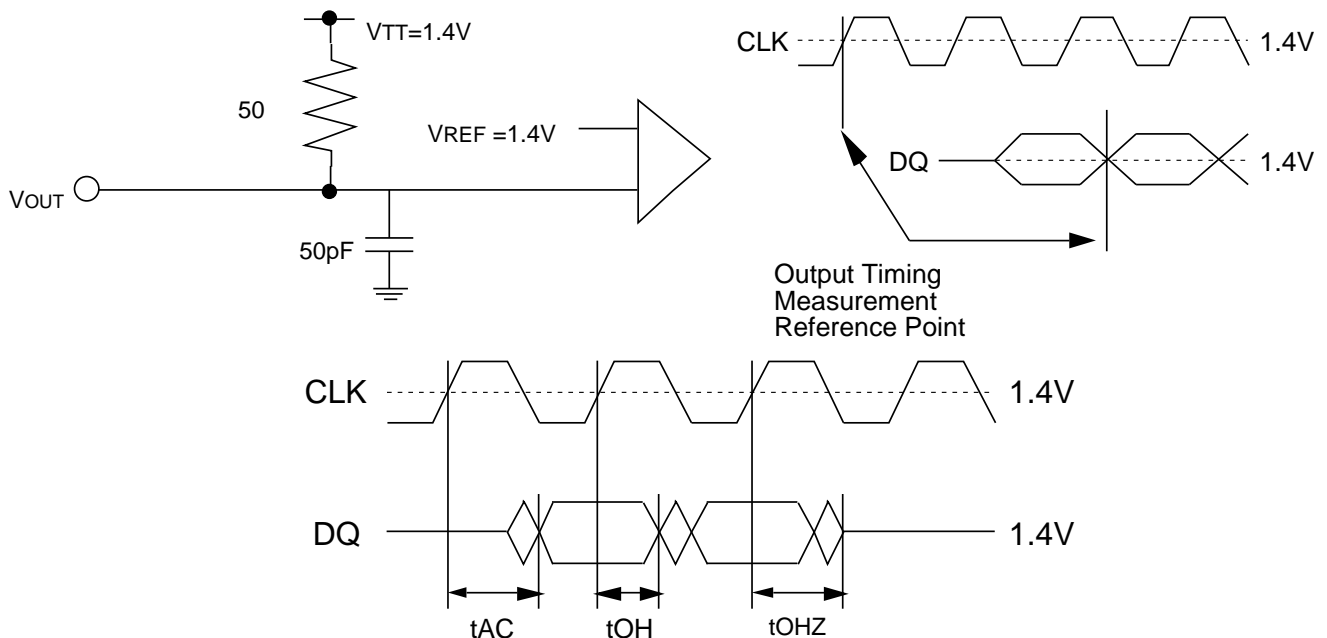 VTT=1.4V
50
VREF =1.4V
VOUT
50pF
CLK
1.4V
DQ
1.4V
Output Timing
Measurement
Reference Point
CLK
1.4V
DQ
1.4V
tAC
tOH
tOHZ